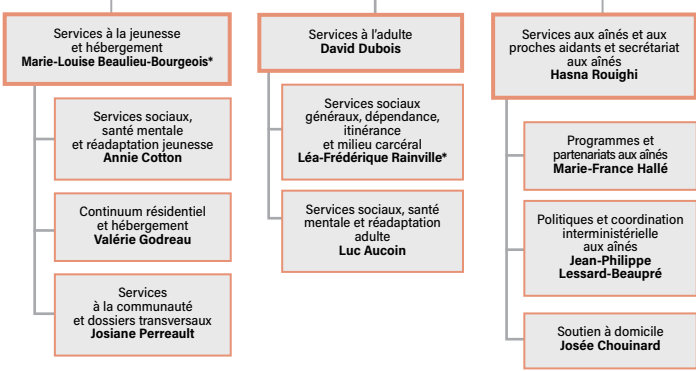 Services à la jeunesse
et hébergement
Marie-Louise Beaulieu-Bourgeois*
Services sociaux,
santé mentale
et réadaptation jeunesse
Annie Cotton
Continuum résidentiel
et hébergement
Valérie Godreau
Services
à la communauté
et dossiers transversaux
Josiane Perreault
Services à l'adulte
David Dubois
Services sociaux
généraux, dépendance,
itinérance
et milieu carcéral
Léa-Frédérique Rainville*
Services sociaux, santé
mentale et réadaptation
adulte
Luc Aucoin
Services aux aînés et aux
proches aidants et secrétariat
aux aînés
Hasna Rouighi
Programmes et
partenariats aux aînés
Marie-France Hallé
Politiques et coordination
interministérielle
aux aînés
Jean-Philippe
Lessard-Beaupré
Soutien à domicile
Josée Chouinard